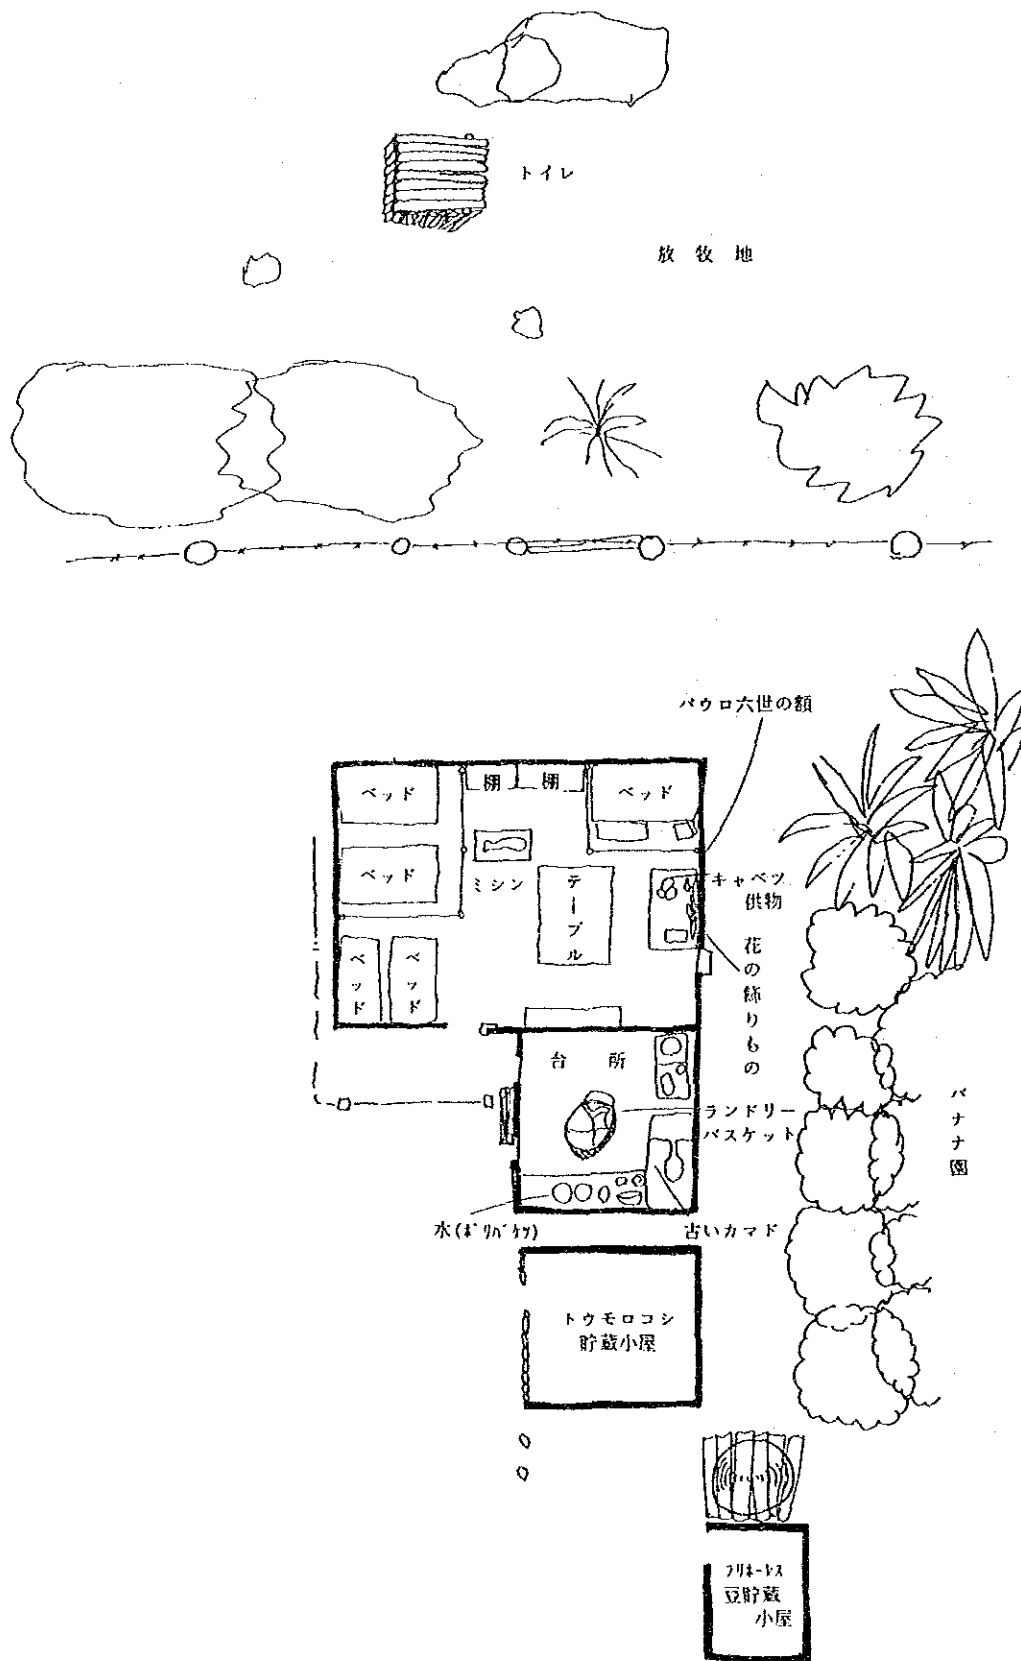 トイレ
放牧地
パウロ六世の額
ベッド
棚
棚
ベッド
ベッド
ミシン
テーブル
キャベツ
供物
花の飾りもの
ベッド
ベッド
台所
ランドリー
バスケット
バナナ園
水(ポリバケツ)
古いカマド
トウモロコシ
貯蔵小屋
フリホーレス
豆貯蔵
小屋